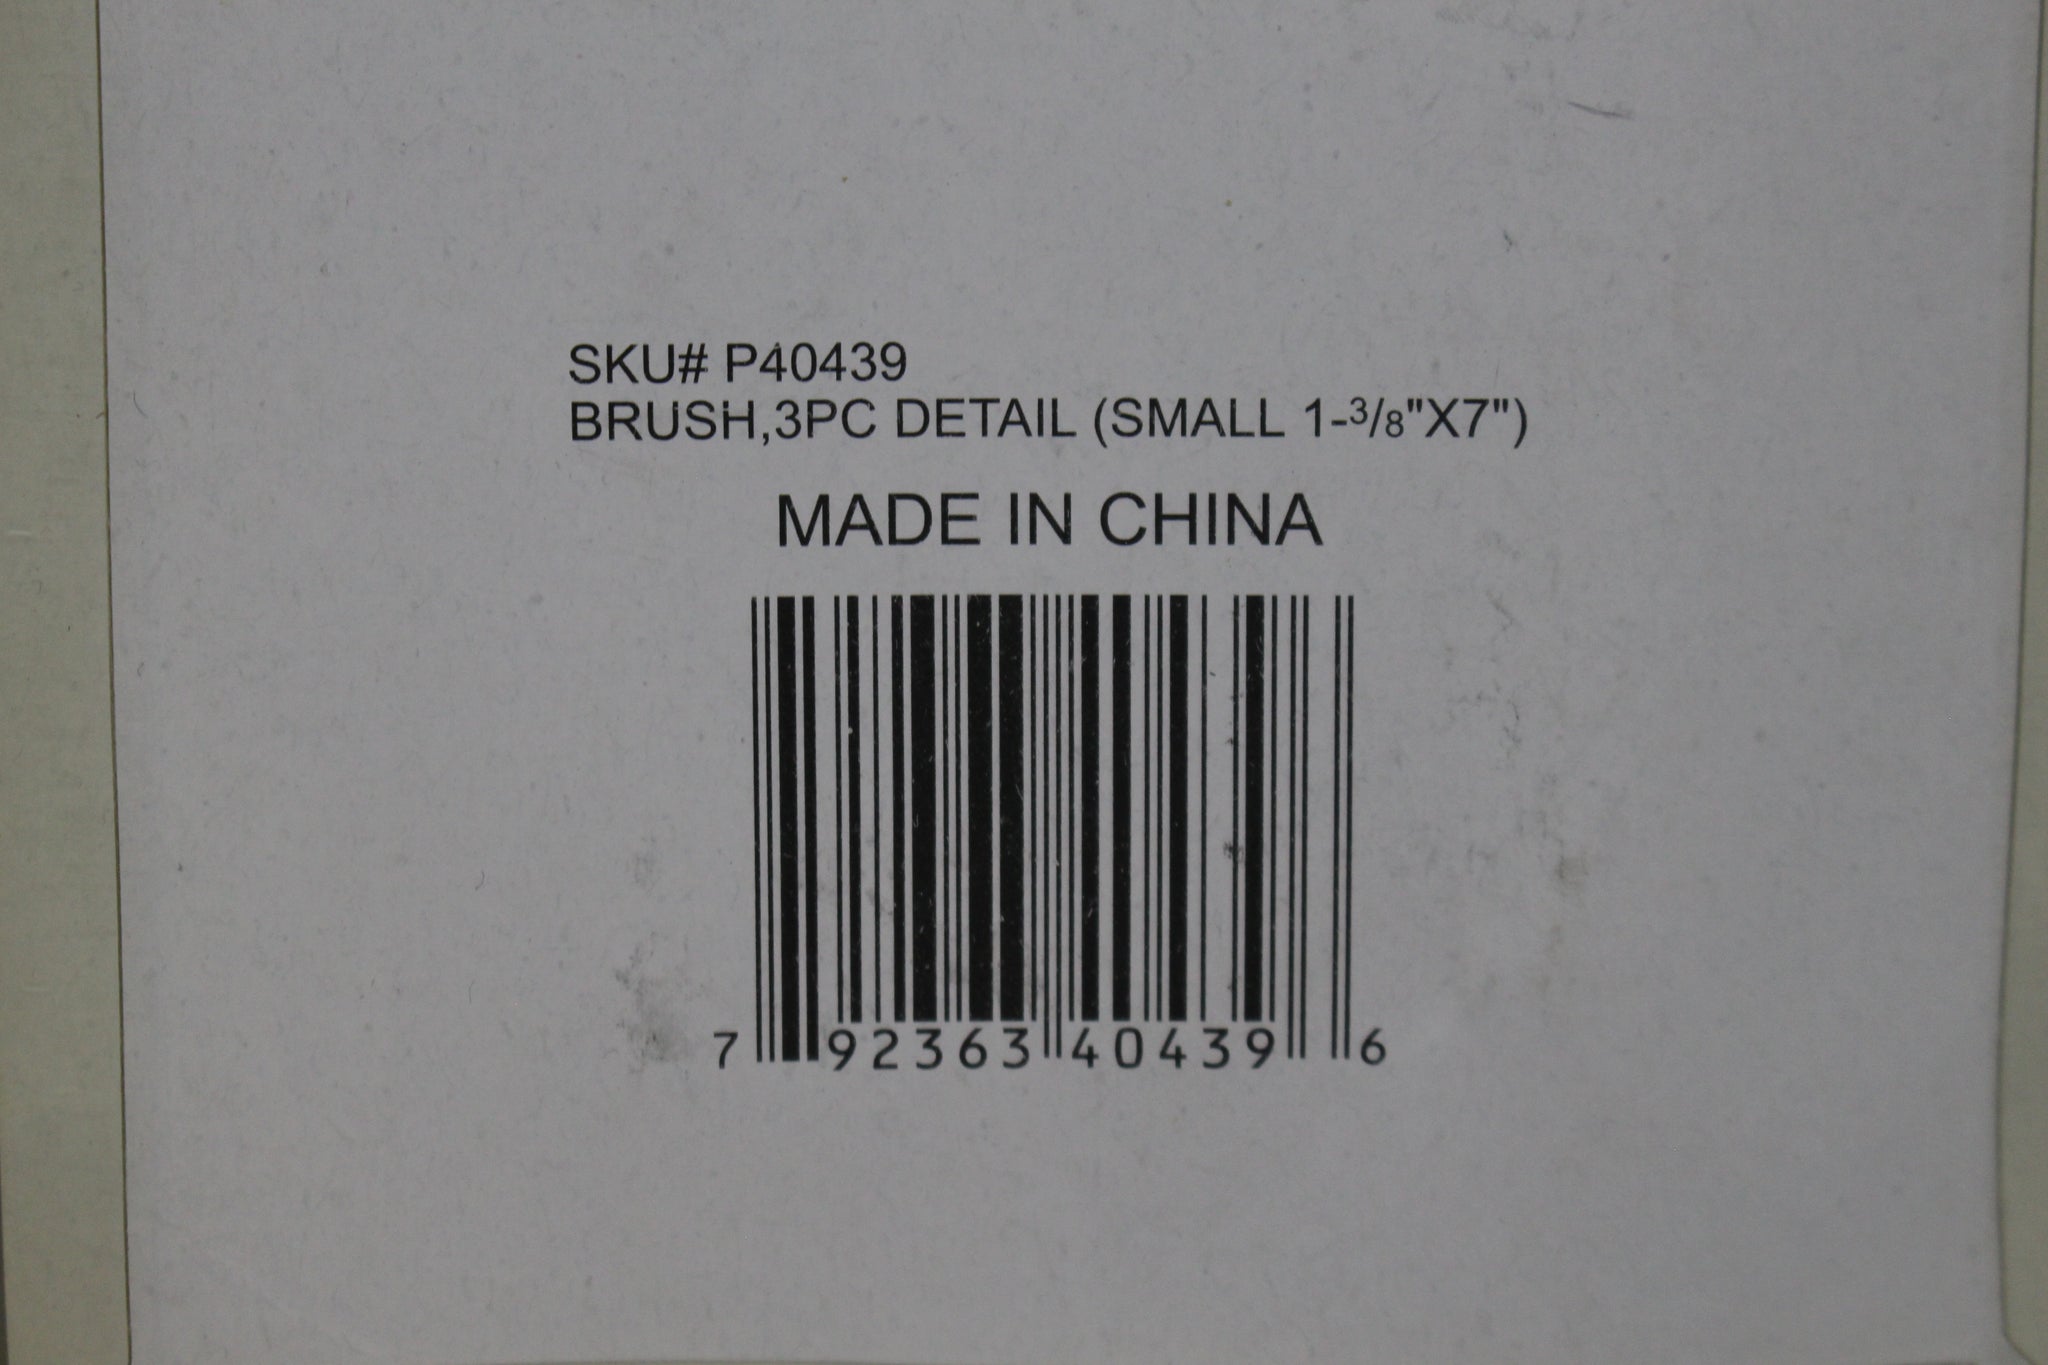 SKU# P40439
BRUSH,3PC DETAIL (SMALL 1-3/8"X7")
MADE IN CHINA
7 92363 40439 6